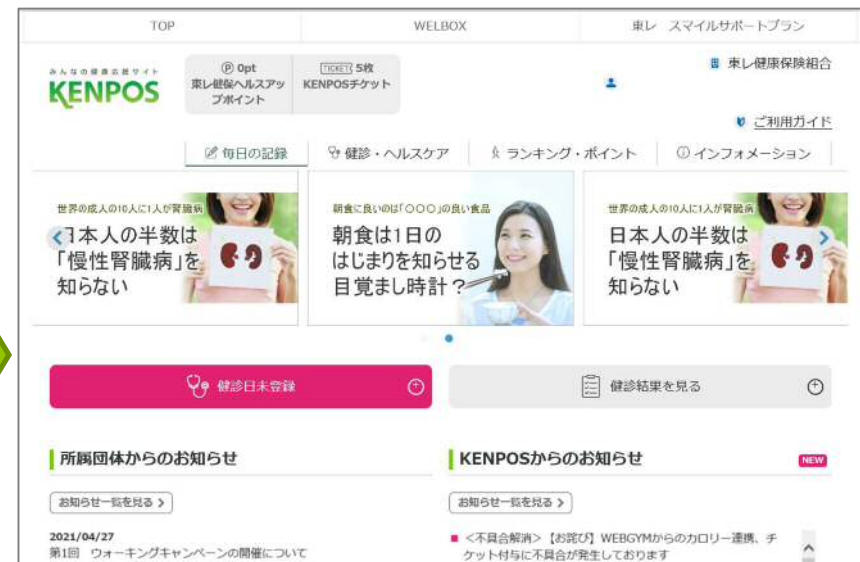 TOP
WELBOX
東レ スマイルサポートプラン
みんなの健康応援サイト
KENPOS
Ⓟ 0pt
東レ健保ヘルスアッ
プポイント
TICKET 5枚
KENPOSチケット
東レ健康保険組合
ご利用ガイド
毎日の記録
健診・ヘルスケア
ランキング・ポイント
インフォメーション
世界の成人の10人に1人が腎臓病
日本人の半数は
「慢性腎臓病」を
知らない
朝食に良いのは「〇〇〇」の良い食品
朝食は1日の
はじまりを知らせる
目覚まし時計？
世界の成人の10人に1人が腎臓病
日本人の半数は
「慢性腎臓病」を
知らない
健診日未登録
健診結果を見る
所属団体からのお知らせ
お知らせ一覧を見る >
2021/04/27
第1回 ウォーキングキャンペーンの開催について
KENPOSからのお知らせ
NEW
お知らせ一覧を見る >
<不具合解消>【お詫び】WEBGYMからのカロリー連携、チ
ケット付与に不具合が発生しております